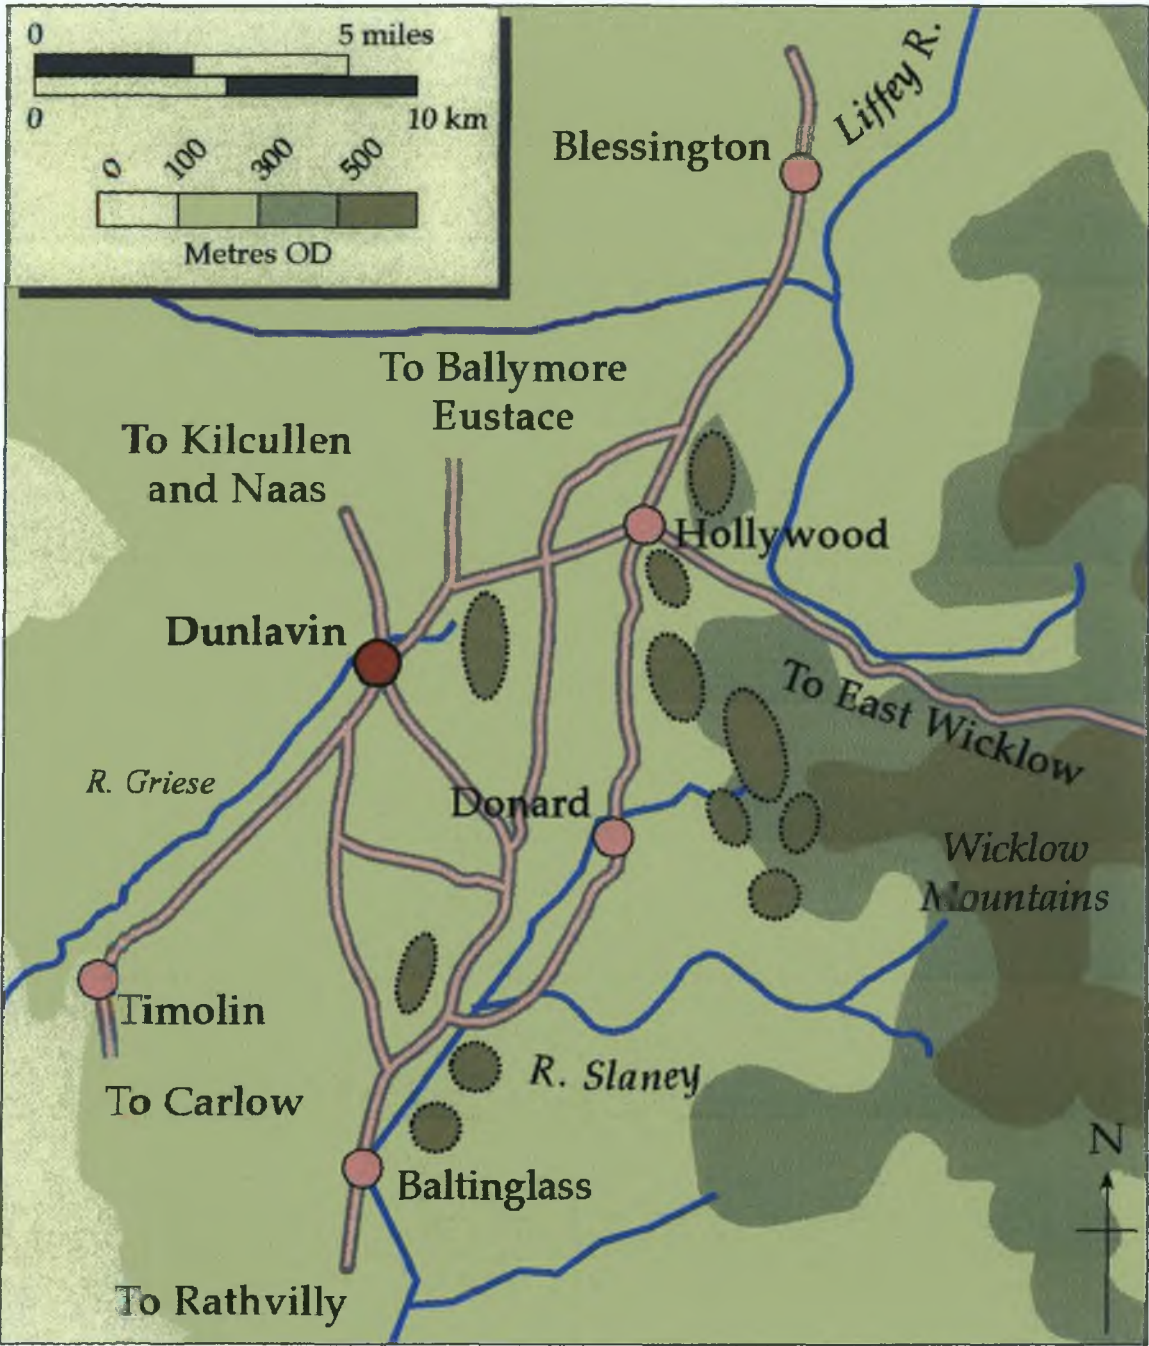 0 5 miles
0 10 km
0 100 300 500
Metres OD
Liffey R.
Blessington
To Ballymore
Eustace
To Kilcullen
and Naas
Hollywood
Dunlavin
To East Wicklow
R. Griese
Donard
Wicklow
Mountains
Timolin
R. Slaney
To Carlow
N
Baltinglass
To Rathvilly